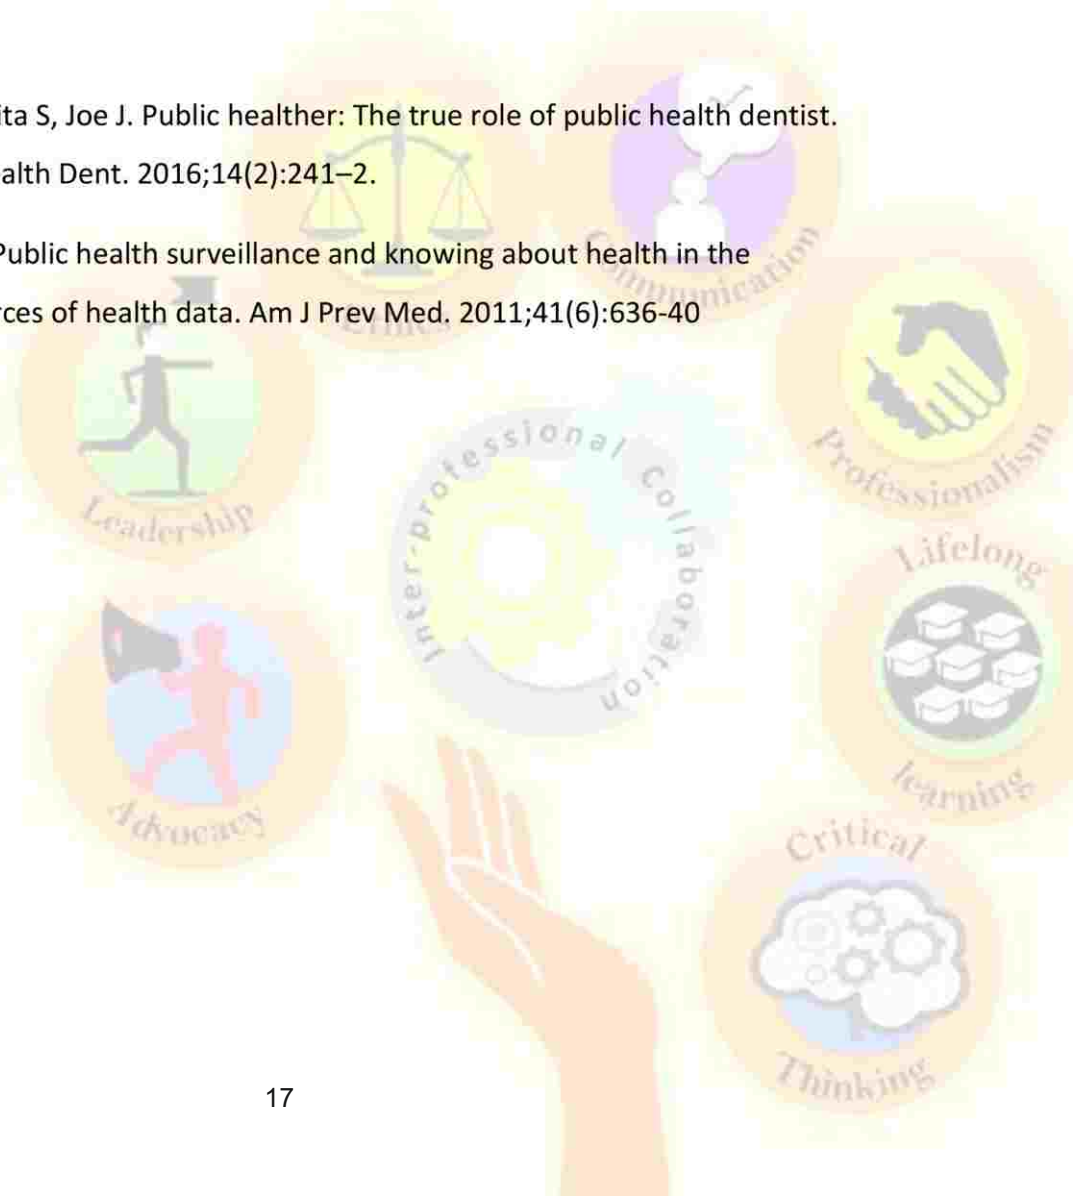 ita S, Joe J. Public healther: The true role of public health dentist.
alth Dent. 2016;14(2):241–2.
Public health surveillance and knowing about health in the
rces of health data. Am J Prev Med. 2011;41(6):636-40
Communication
Ethics
Professionalism
Leadership
Inter-professional Collaboration
Lifelong
learning
Advocacy
Critical
Thinking
17